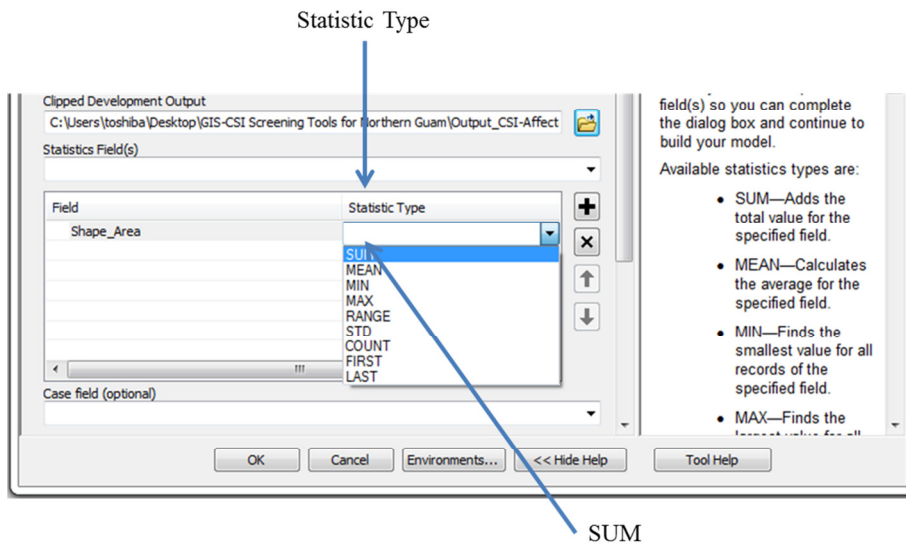 Statistic Type
Clipped Development Output
C:\Users\toshiba\Desktop\GIS-CSI Screening Tools for Northern Guam\Output_CSI-Affect
Statistics Field(s)
Field
Statistic Type
Shape_Area
SUM
MEAN
MIN
MAX
RANGE
STD
COUNT
FIRST
LAST
Case field (optional)
OK
Cancel
Environments...
<< Hide Help
Tool Help
field(s) so you can complete
the dialog box and continue to
build your model.
Available statistics types are:
• SUM—Adds the
total value for the
specified field.
• MEAN—Calculates
the average for the
specified field.
• MIN—Finds the
smallest value for all
records of the
specified field.
• MAX—Finds the
SUM